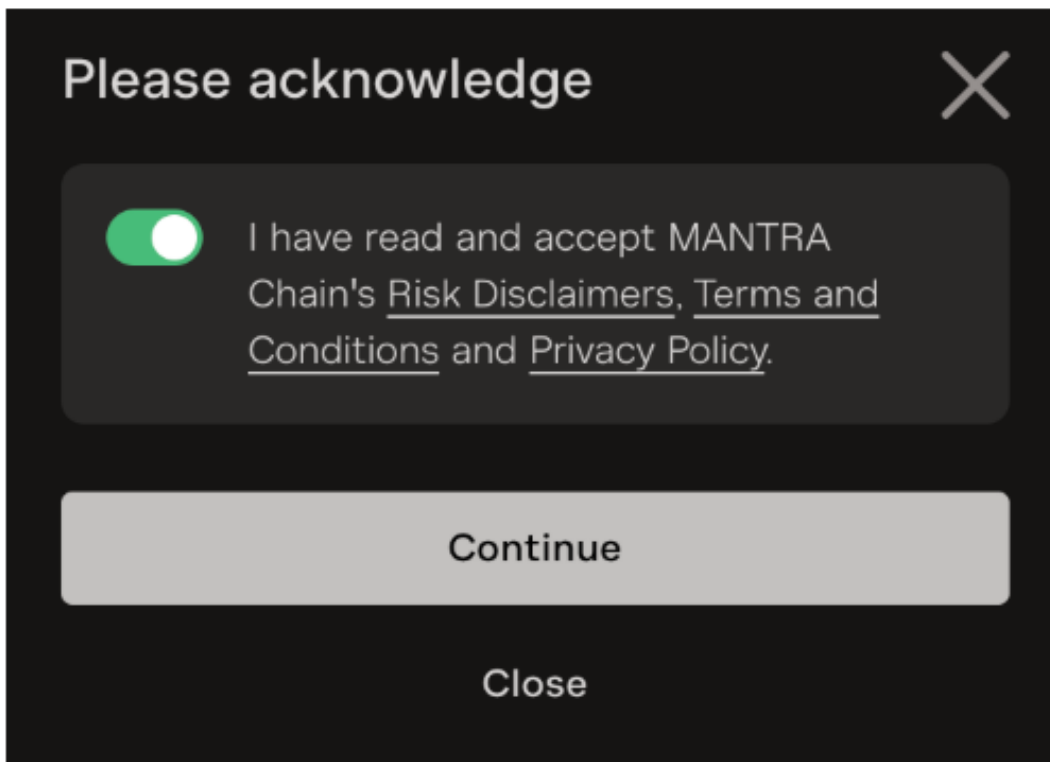 Please acknowledge
I have read and accept MANTRA
Chain's Risk Disclaimers, Terms and
Conditions and Privacy Policy.
Continue
Close